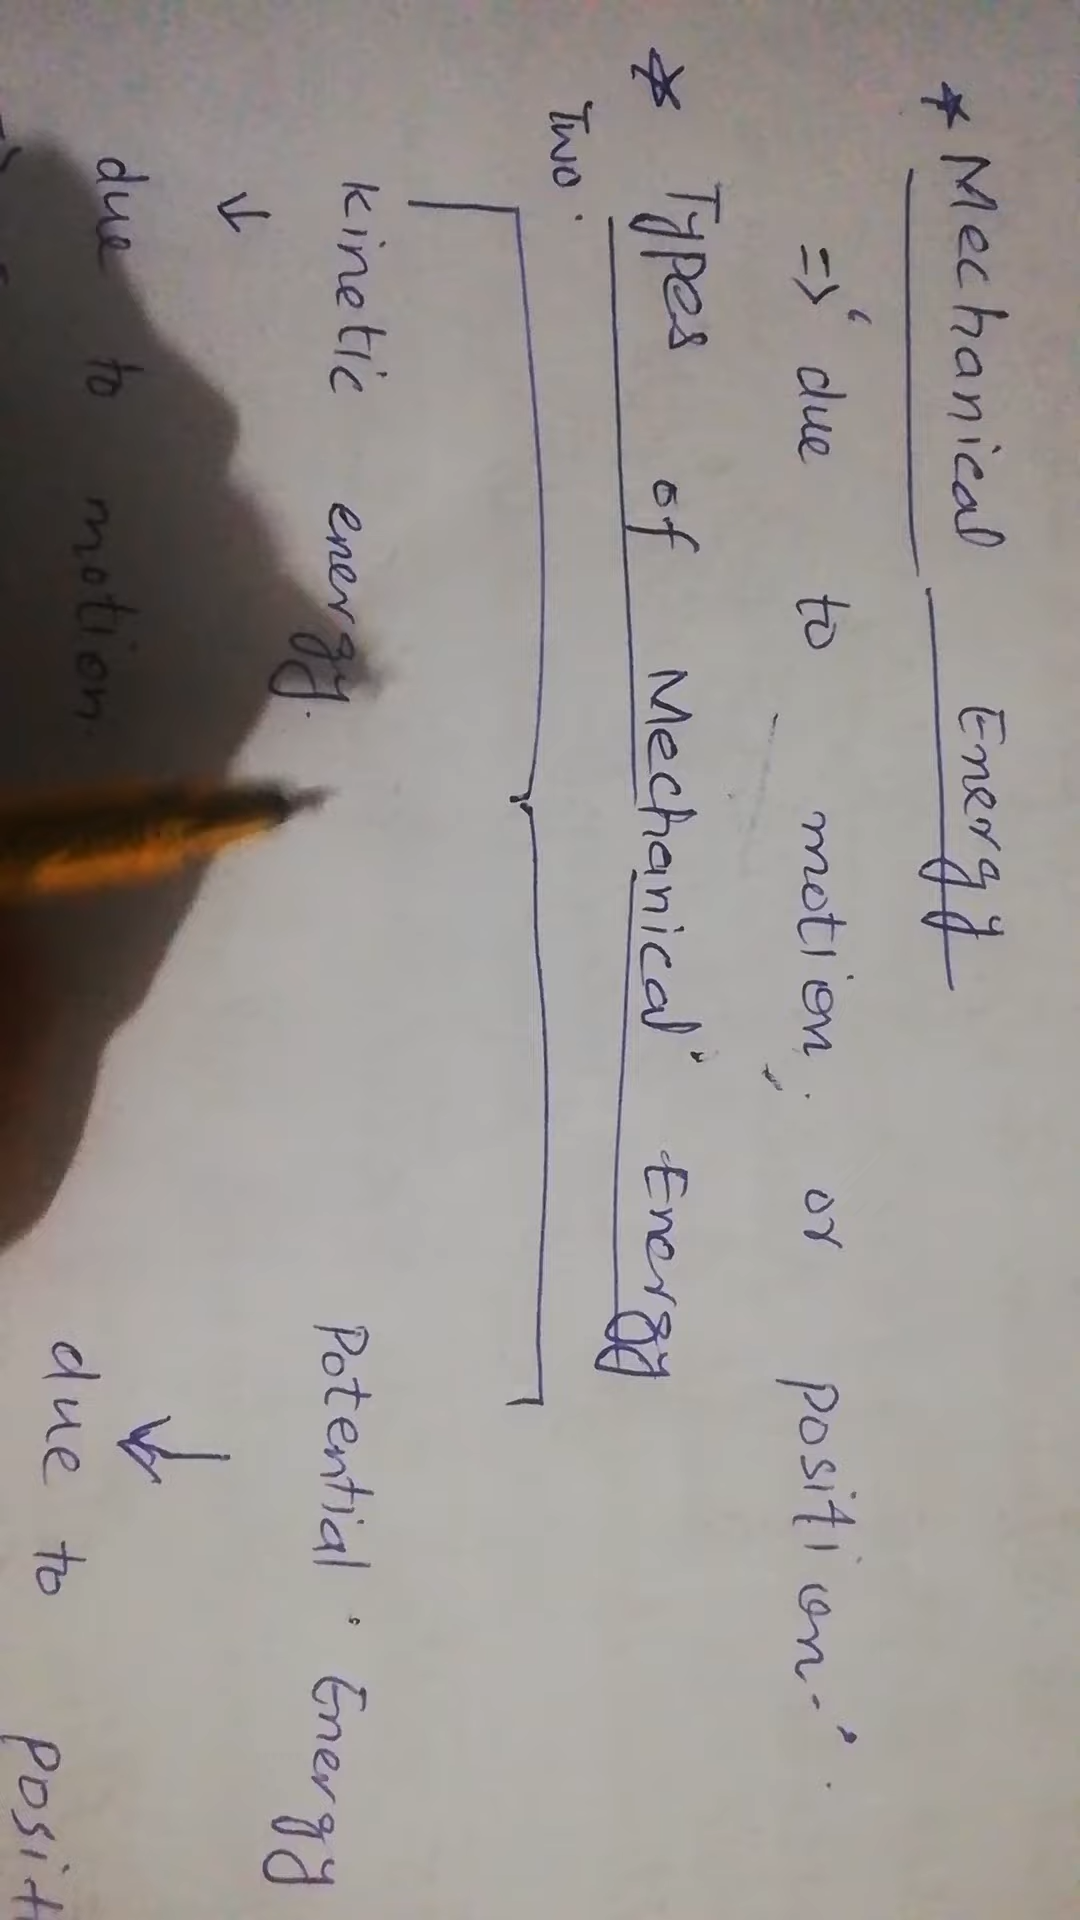 * Mechanical Energy
=> ‘due to motion. or position.’
* Types of Mechanical Energy
Two.
Kinetic energy. Potential Energy
↓ ↓
due to motion. due to